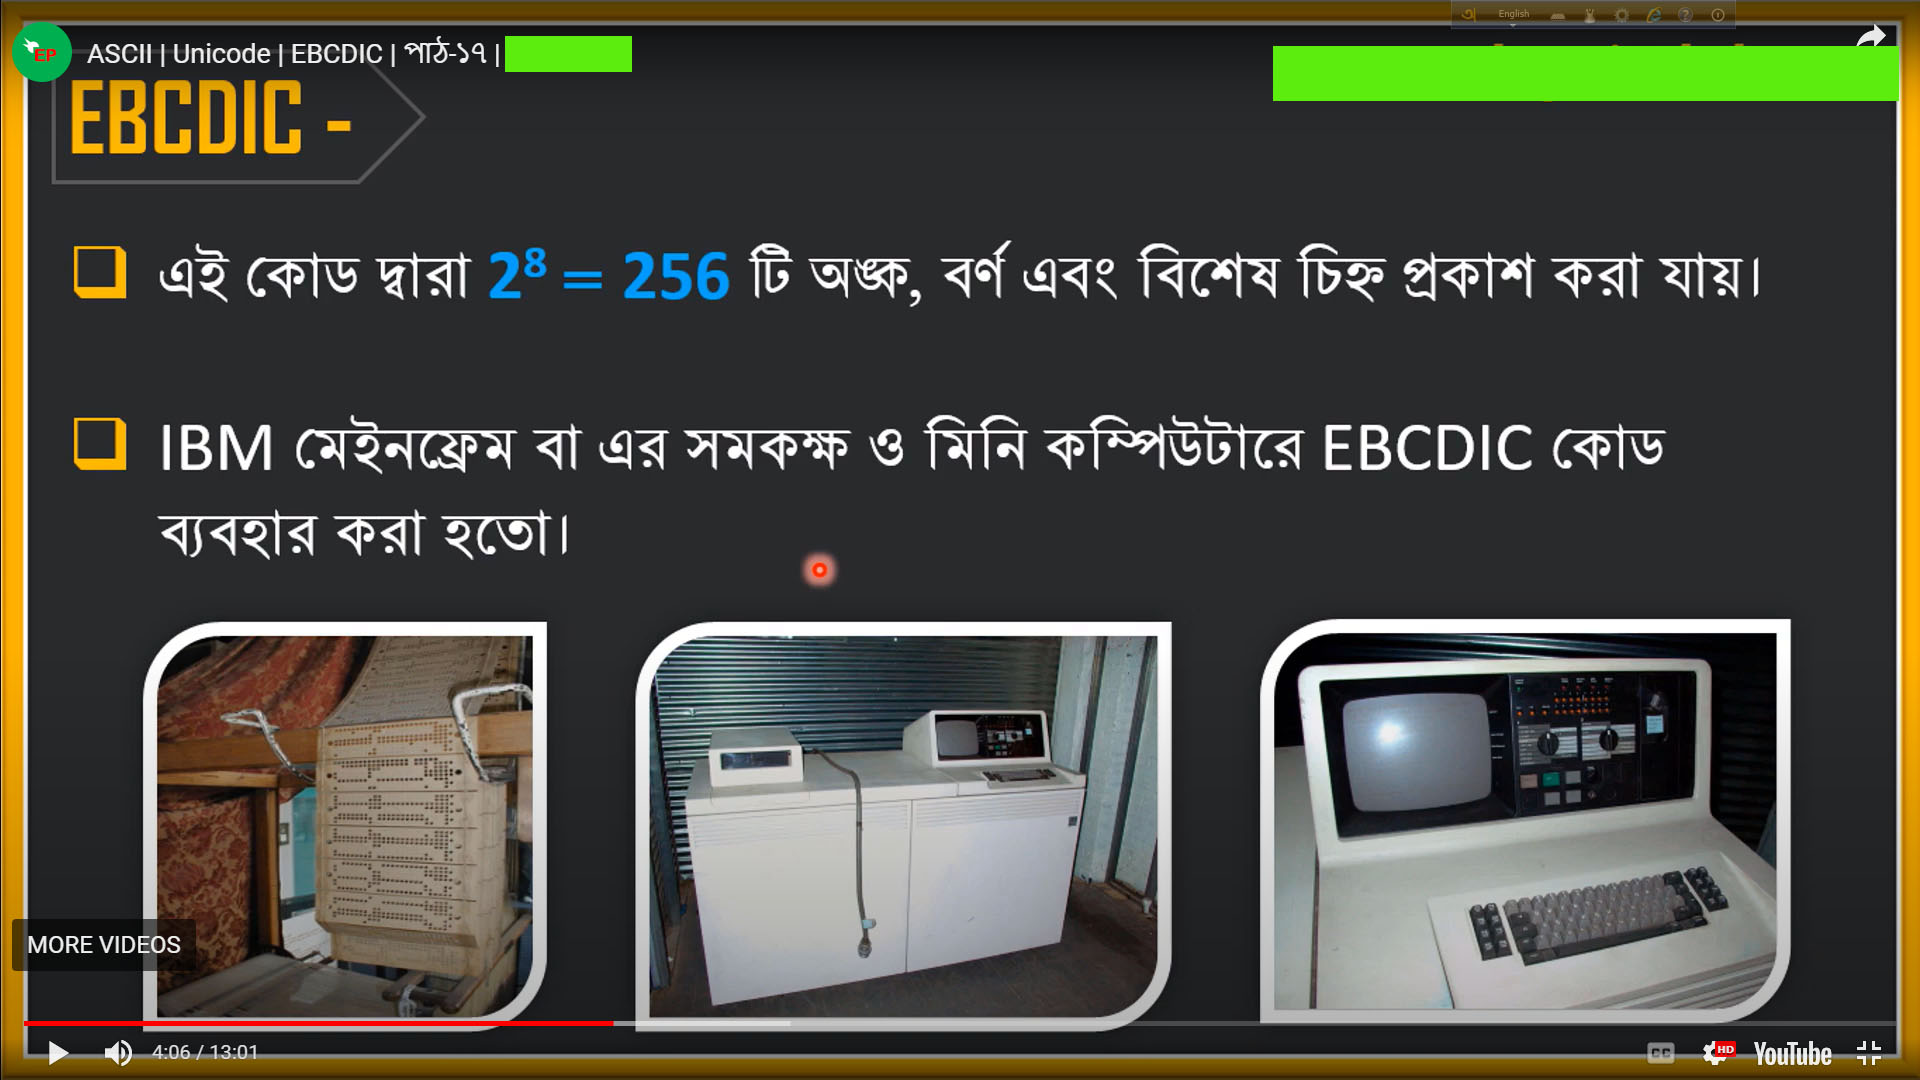 English
EP
ASCII | Unicode | EBCDIC | পাঠ-১৭ |
EBCDIC -
এই কোড দ্বারা 2⁸ = 256 টি অঙ্ক, বর্ণ এবং বিশেষ চিহ্ন প্রকাশ করা যায়।
IBM মেইনফ্রেম বা এর সমকক্ষ ও মিনি কম্পিউটারে EBCDIC কোড
ব্যবহার করা হতো।
MORE VIDEOS
4:06 / 13:01
CC
HD
YouTube